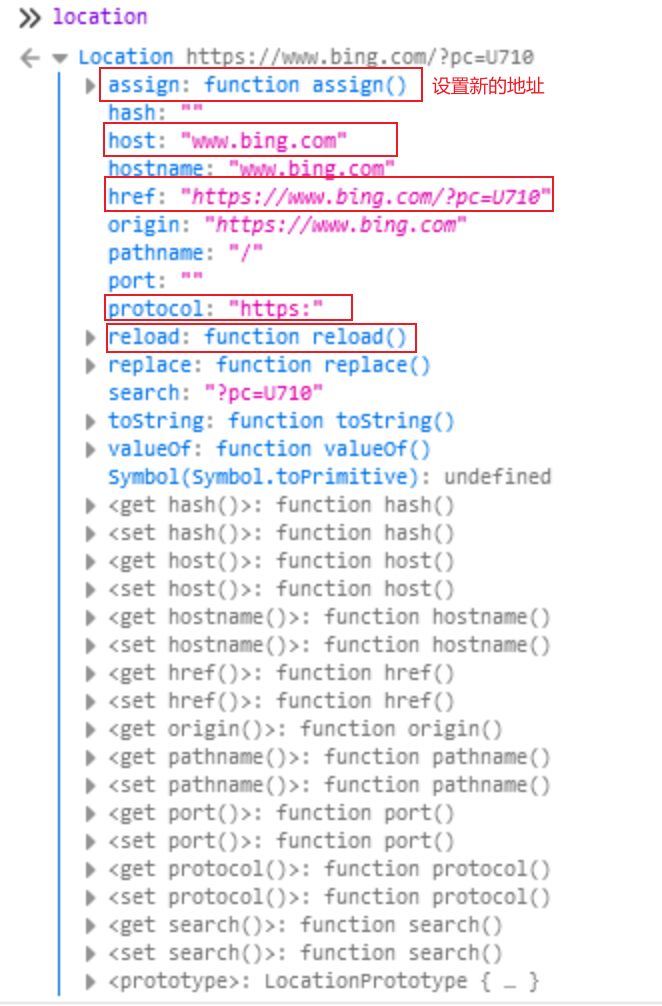 location
Location https://www.bing.com/?pc=U710
assign: function assign() 设置新的地址
hash: ""
host: "www.bing.com"
hostname: "www.bing.com"
href: "https://www.bing.com/?pc=U710"
origin: "https://www.bing.com"
pathname: "/"
port: ""
protocol: "https:"
reload: function reload()
replace: function replace()
search: "?pc=U710"
toString: function toString()
valueOf: function valueOf()
Symbol(Symbol.toPrimitive): undefined
<get hash()>: function hash()
<set hash()>: function hash()
<get host()>: function host()
<set host()>: function host()
<get hostname()>: function hostname()
<set hostname()>: function hostname()
<get href()>: function href()
<set href()>: function href()
<get origin()>: function origin()
<get pathname()>: function pathname()
<set pathname()>: function pathname()
<get port()>: function port()
<set port()>: function port()
<get protocol()>: function protocol()
<set protocol()>: function protocol()
<get search()>: function search()
<set search()>: function search()
<prototype>: LocationPrototype { … }